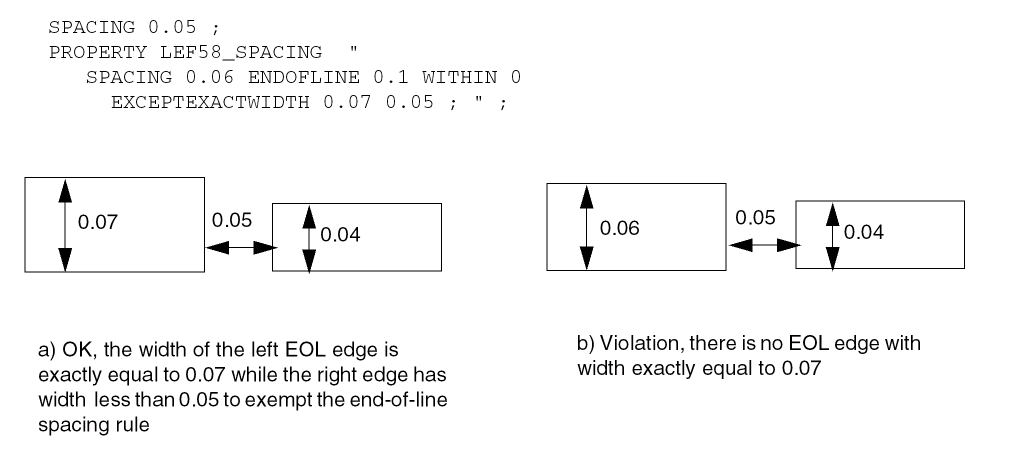 SPACING 0.05 ;
PROPERTY LEF58_SPACING "
SPACING 0.06 ENDOFLINE 0.1 WITHIN 0
EXCEPTEXACTWIDTH 0.07 0.05 ; " ;
0.07
0.05
0.04
0.06
0.05
0.04
a) OK, the width of the left EOL edge is
exactly equal to 0.07 while the right edge has
width less than 0.05 to exempt the end-of-line
spacing rule
b) Violation, there is no EOL edge with
width exactly equal to 0.07